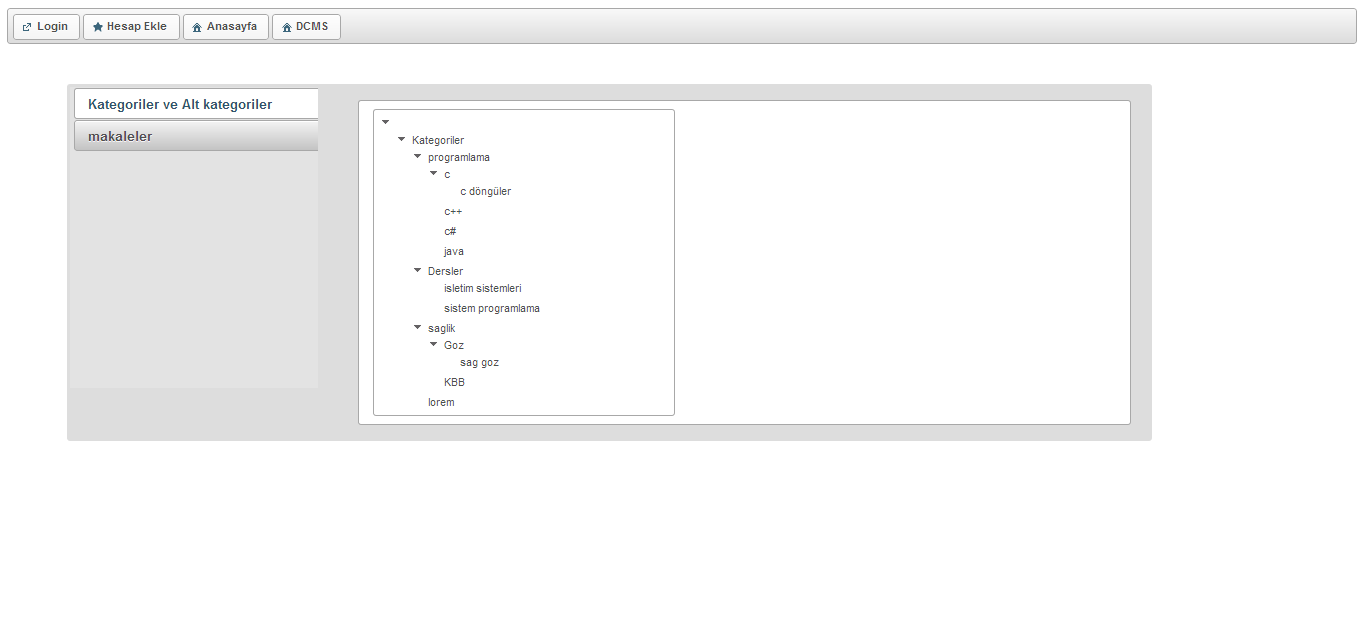 Login Hesap Ekle Anasayfa DCMS
Kategoriler ve Alt kategoriler
makaleler
Kategoriler
programlama
c
c döngüler
c++
c#
java
Dersler
isletim sistemleri
sistem programlama
saglik
Goz
sag goz
KBB
lorem